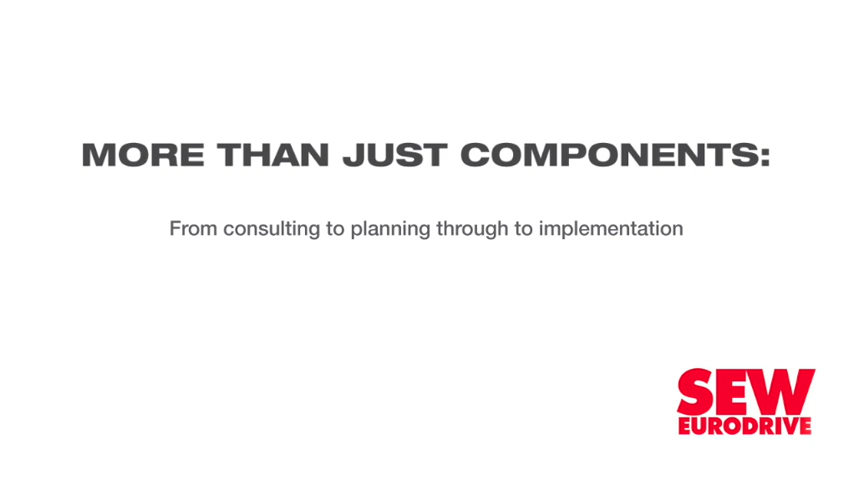 MORE THAN JUST COMPONENTS:
From consulting to planning through to implementation
SEW
EURODRIVE